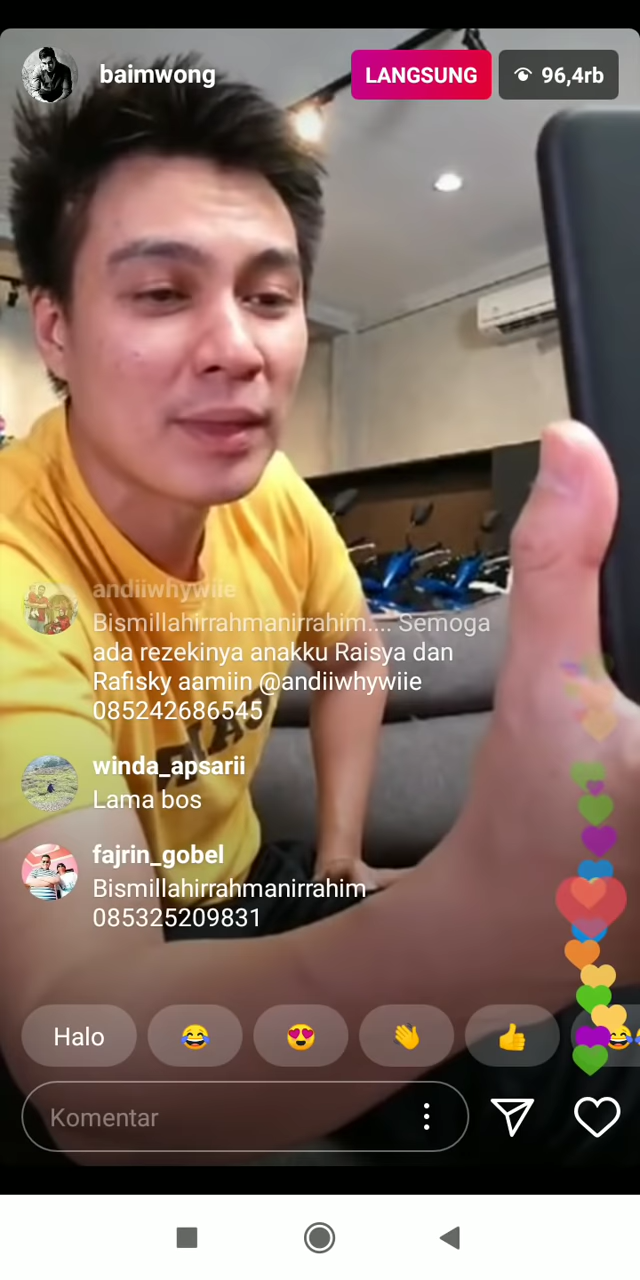 baimwong
LANGSUNG
96,4rb
andiiwhywiie
Bismillahirrahmanirrahim.... Semoga
ada rezekinya anakku Raisya dan
Rafisky aamiin @andiiwhywiie
085242686545
winda_apsarii
Lama bos
fajrin_gobel
Bismillahirrahmanirrahim
085325209831
Halo
Komentar